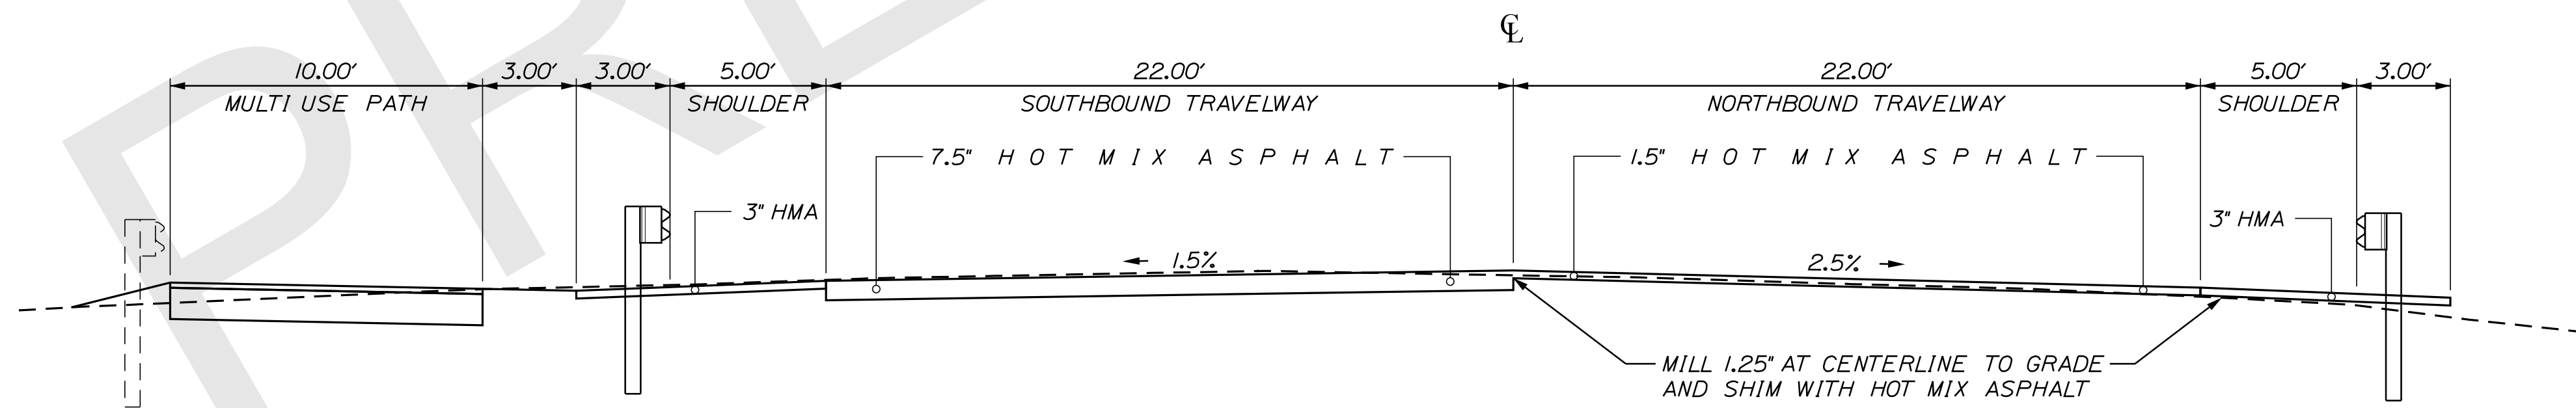 ℄
10.00' 3.00' 3.00' 5.00' 22.00' 22.00' 5.00' 3.00'
MULTI USE PATH SHOULDER SOUTHBOUND TRAVELWAY NORTHBOUND TRAVELWAY SHOULDER
7.5" HOT MIX ASPHALT 1.5" HOT MIX ASPHALT
3" HMA 3" HMA
1.5% 2.5%
MILL 1.25" AT CENTERLINE TO GRADE
AND SHIM WITH HOT MIX ASPHALT